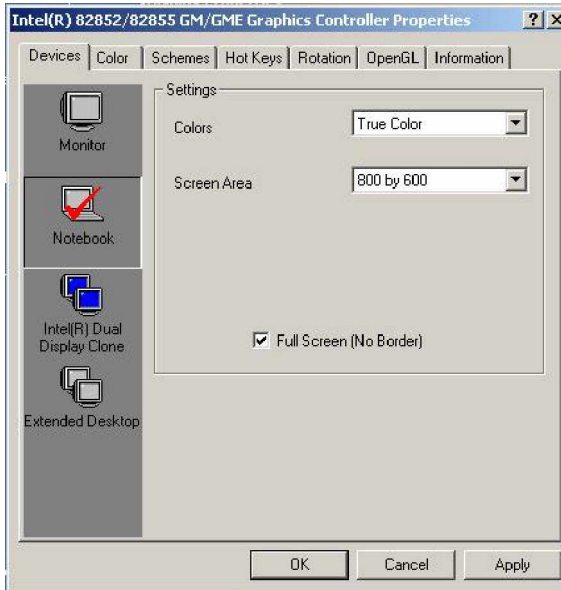 Intel(R) 82852/82855 GM/GME Graphics Controller Properties
Devices Color Schemes Hot Keys Rotation OpenGL Information
Monitor
Notebook
Intel(R) Dual
Display Clone
Extended Desktop
Settings
Colors True Color
Screen Area 800 by 600
Full Screen (No Border)
OK Cancel Apply